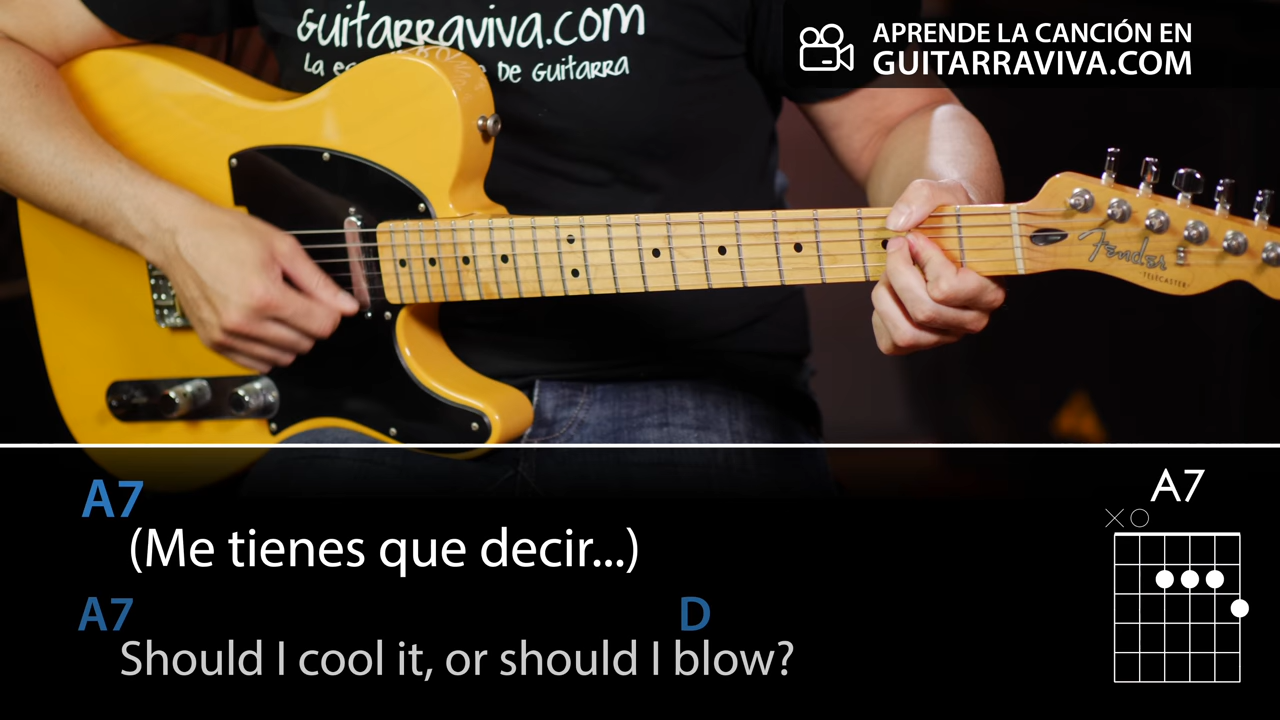 guitarraviva.com
APRENDE LA CANCIÓN EN
GUITARRAVIVA.COM
La DE GUITARRA
Fender
TELECASTER
A7
(Me tienes que decir...)
A7 D
Should I cool it, or should I blow?
A7